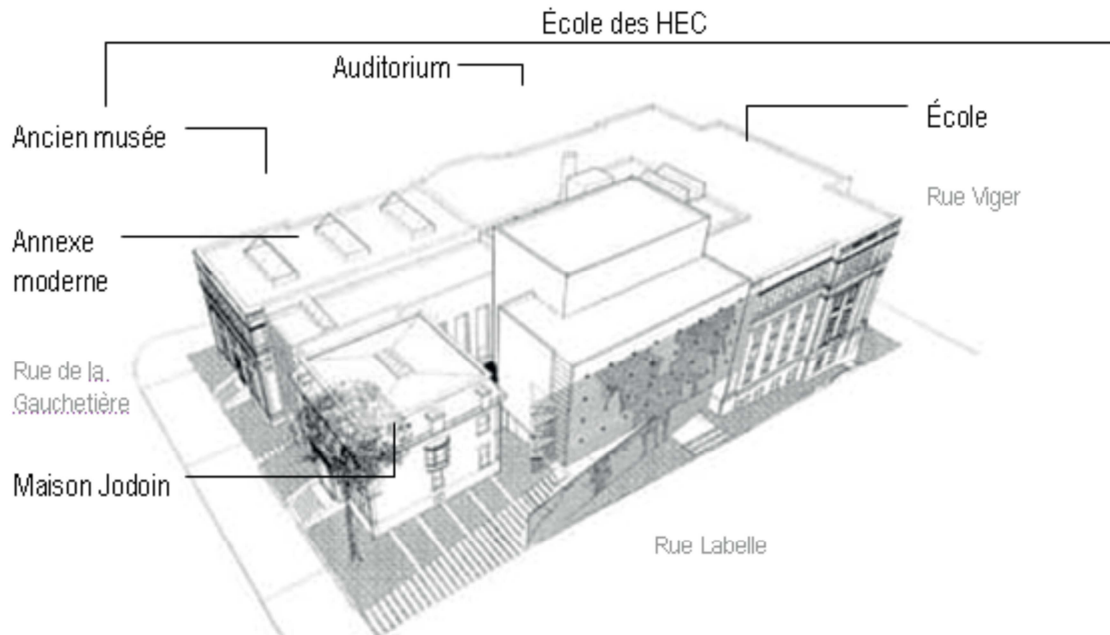 École des HEC
Auditorium
Ancien musée
École
Rue Viger
Annexe
moderne
Rue de la.
Gauchetière
Maison Jodoin
Rue Labelle